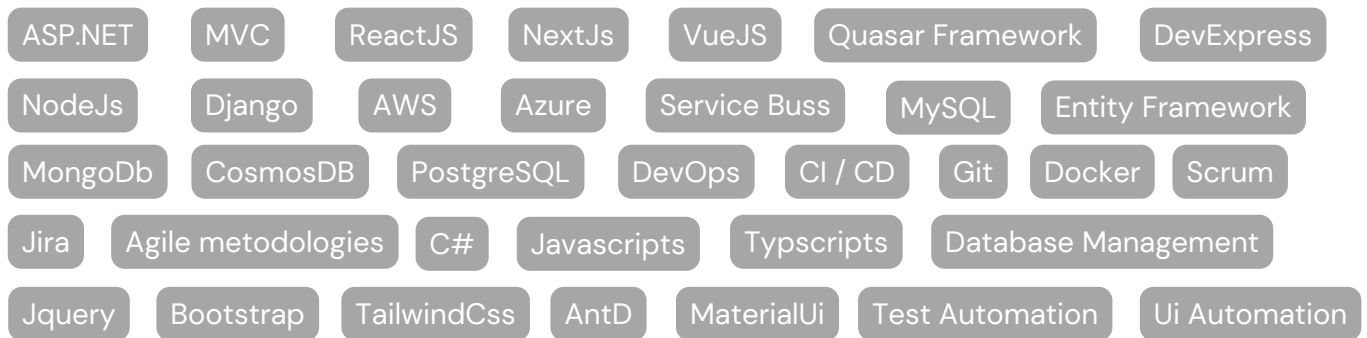 ASP.NET MVC ReactJS NextJs VueJS Quasar Framework DevExpress
NodeJs Django AWS Azure Service Buss MySQL Entity Framework
MongoDb CosmosDB PostgreSQL DevOps CI / CD Git Docker Scrum
Jira Agile metodologies C# Javascripts Typscripts Database Management
Jquery Bootstrap TailwindCss AntD MaterialUi Test Automation Ui Automation